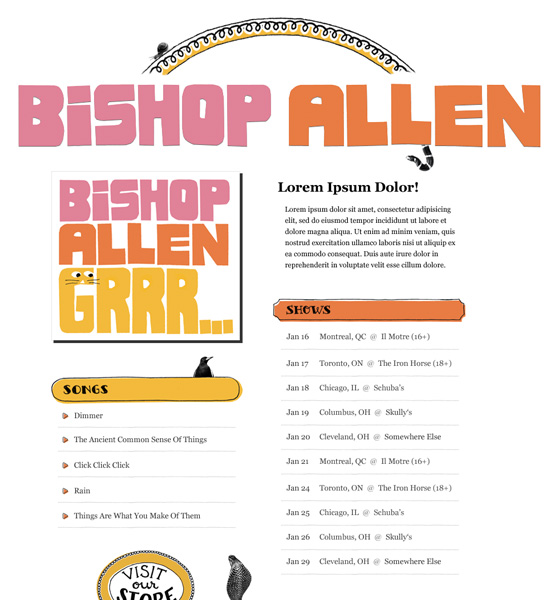 BISHOP ALLEN
BISHOP
ALLEN
GRRR...
SONGS
Dimmer
The Ancient Common Sense Of Things
Click Click Click
Rain
Things Are What You Make Of Them
VISIT
our
STORE
Lorem Ipsum Dolor!
Lorem ipsum dolor sit amet, consectetur adipisicing
elit, sed do eiusmod tempor incididunt ut labore et
dolore magna aliqua. Ut enim ad minim veniam, quis
nostrud exercitation ullamco laboris nisi ut aliquip ex
ea commodo consequat. Duis aute irure dolor in
reprehenderit in voluptate velit esse cillum dolore.
SHOWS
Jan 16 Montreal, QC @ Il Motre (16+)
Jan 17 Toronto, ON @ The Iron Horse (18+)
Jan 18 Chicago, IL @ Schuba's
Jan 19 Columbus, OH @ Skully's
Jan 20 Cleveland, OH @ Somewhere Else
Jan 21 Montreal, QC @ Il Motre (16+)
Jan 24 Toronto, ON @ The Iron Horse (18+)
Jan 25 Chicago, IL @ Schuba's
Jan 26 Columbus, OH @ Skully's
Jan 29 Cleveland, OH @ Somewhere Else